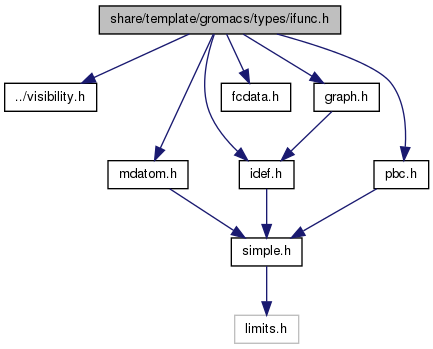 share/template/gromacs/types/ifunc.h
../visibility.h
fcdata.h
graph.h
mdatom.h
idef.h
pbc.h
simple.h
limits.h